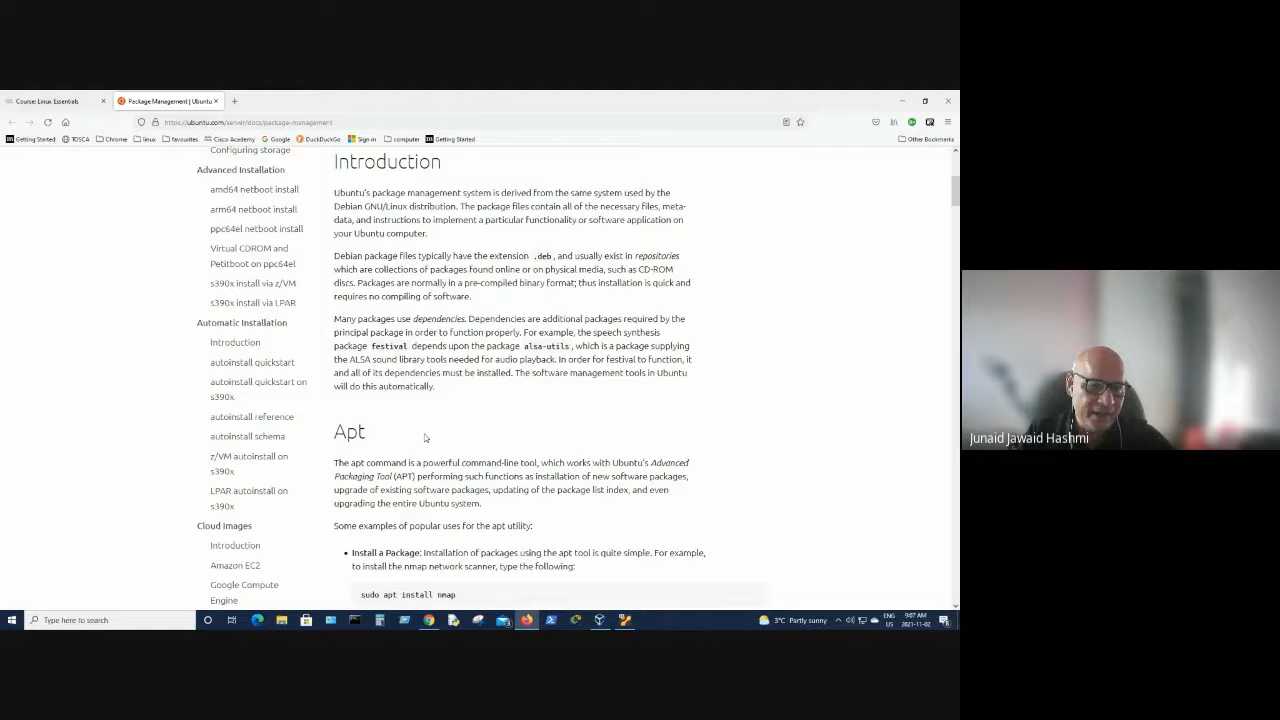 Course: Linux Essentials
Package Management | Ubuntu
https://ubuntu.com/server/docs/package-management
Getting Started
TOSCA
Chrome
linux
favouites
Cisco Academy
Google
DuckDuckGo
Sign in
computer
Getting Started
Other Bookmarks
Configuring storage
Advanced Installation
amd64 netboot install
arm64 netboot install
ppc64el netboot install
Virtual CDROM and
Petitboot on ppc64el
s390x install via z/VM
s390x install via LPAR
Automatic Installation
Introduction
autoinstall quickstart
autoinstall quickstart on
s390x
autoinstall reference
autoinstall schema
z/VM autoinstall on
s390x
LPAR autoinstall on
s390x
Cloud Images
Introduction
Amazon EC2
Google Compute
Engine
Introduction
Ubuntu's package management system is derived from the same system used by the
Debian GNU/Linux distribution. The package files contain all of the necessary files, meta-
data, and instructions to implement a particular functionality or software application on
your Ubuntu computer.
Debian package files typically have the extension .deb, and usually exist in repositories
which are collections of packages found online or on physical media, such as CD-ROM
discs. Packages are normally in a pre-compiled binary format; thus installation is quick and
requires no compiling of software.
Many packages use dependencies. Dependencies are additional packages required by the
principal package in order to function properly. For example, the speech synthesis
package festival depends upon the package alsa-utils, which is a package supplying
the ALSA sound library tools needed for audio playback. In order for festival to function, it
and all of its dependencies must be installed. The software management tools in Ubuntu
will do this automatically.
Apt
The apt command is a powerful command-line tool, which works with Ubuntu's Advanced
Packaging Tool (APT) performing such functions as installation of new software packages,
upgrade of existing software packages, updating of the package list index, and even
upgrading the entire Ubuntu system.
Some examples of popular uses for the apt utility:
• Install a Package: Installation of packages using the apt tool is quite simple. For example,
to install the nmap network scanner, type the following:
sudo apt install nmap
Type here to search
3°C Partly sunny
ENG
US
9:07 AM
2021-11-02
Junaid Jawaid Hashmi